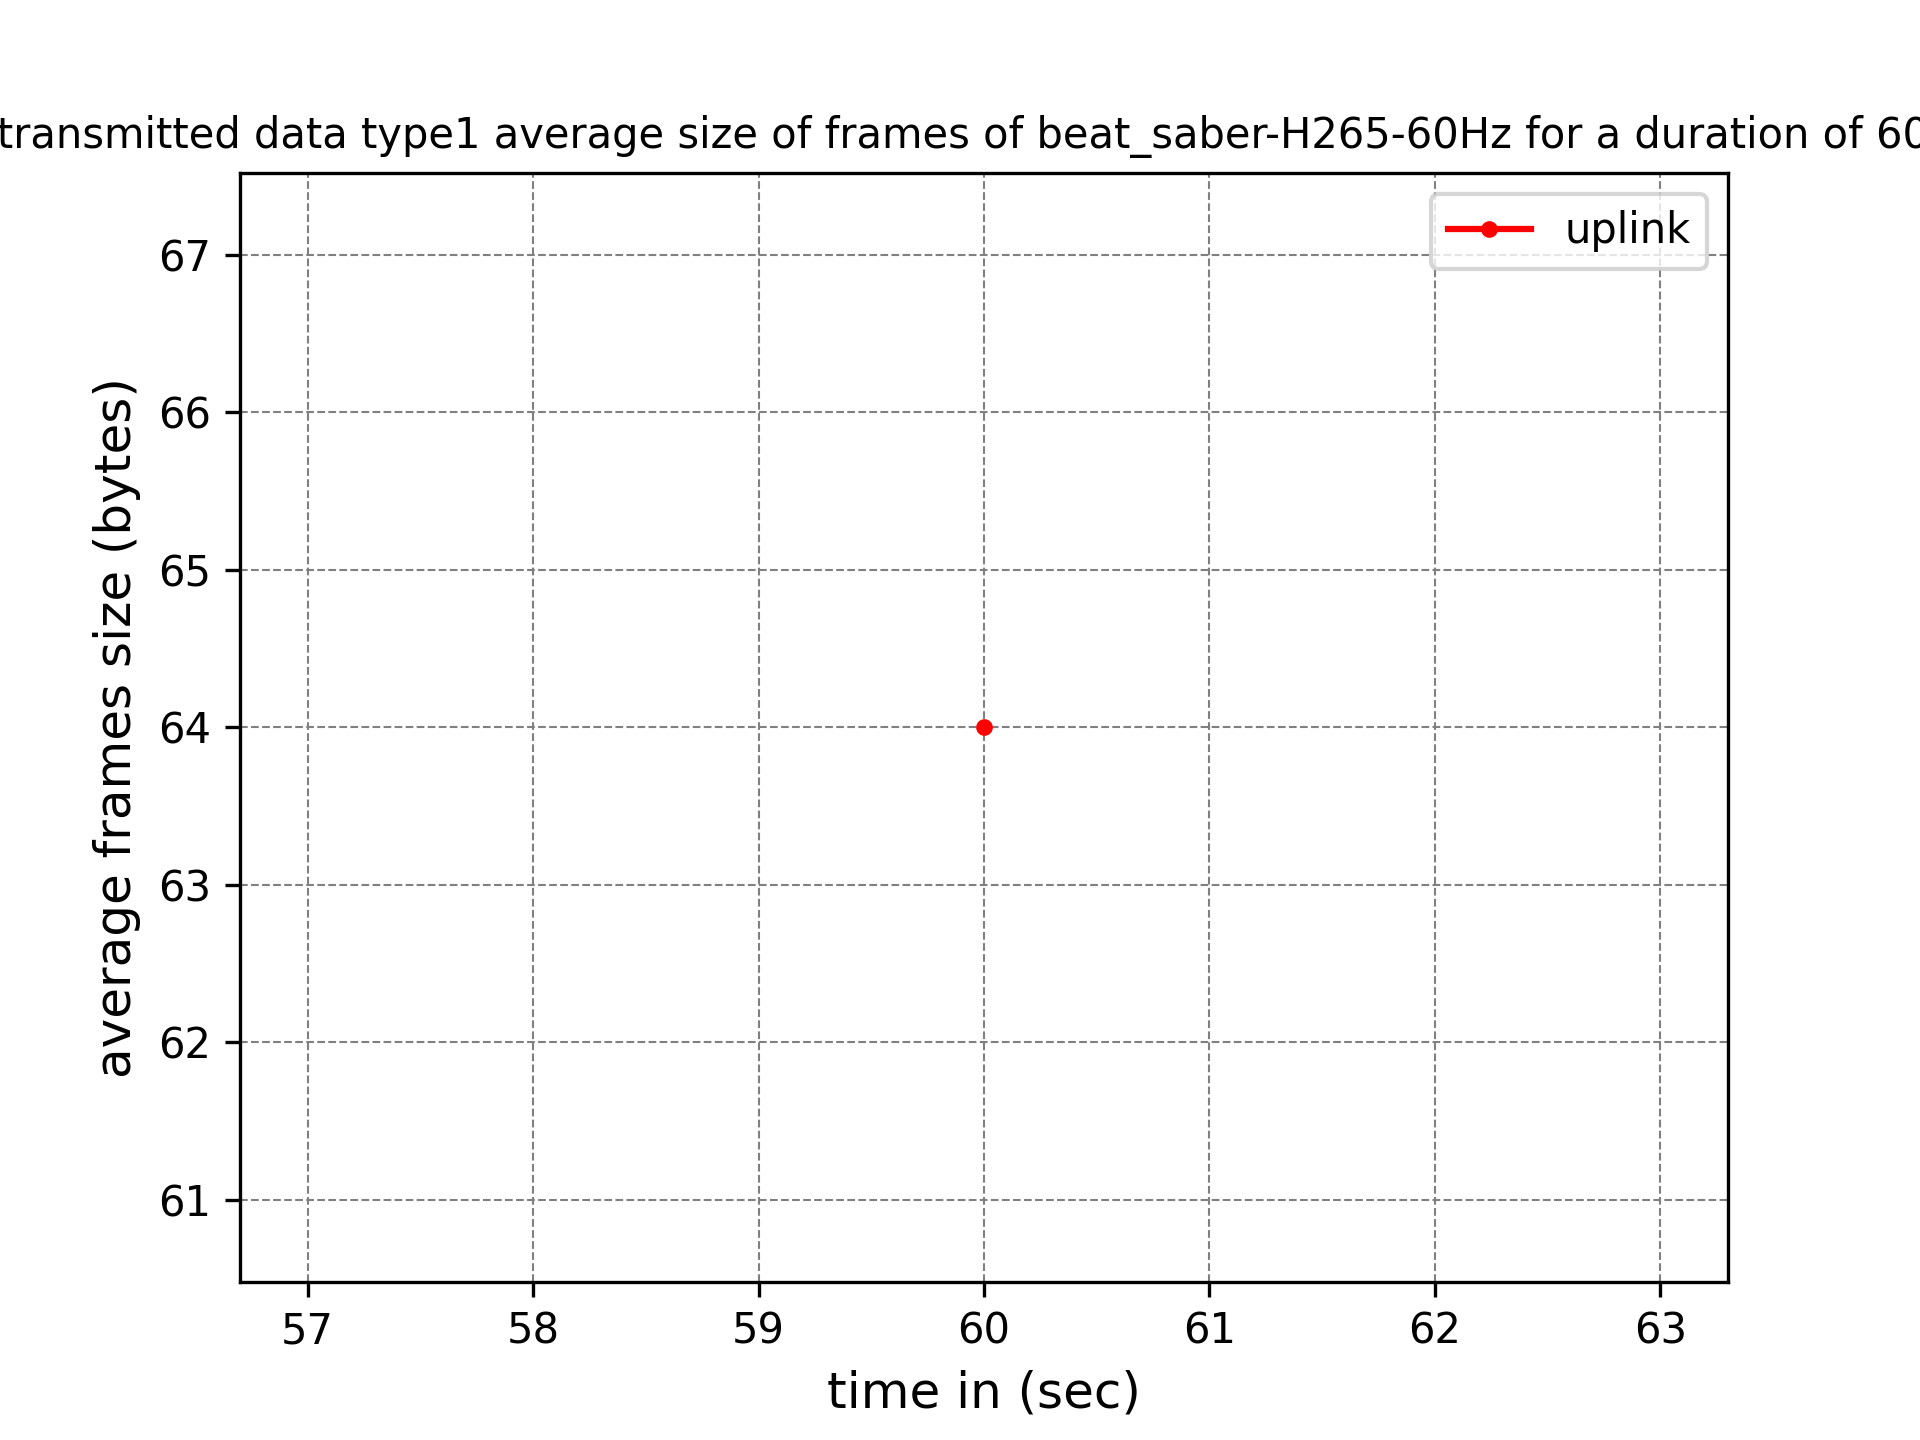 transmitted data type1 average size of frames of beat_saber-H265-60Hz for a duration of 60
uplink
67
66
65
64
63
62
61
average frames size (bytes)
57 58 59 60 61 62 63
time in (sec)